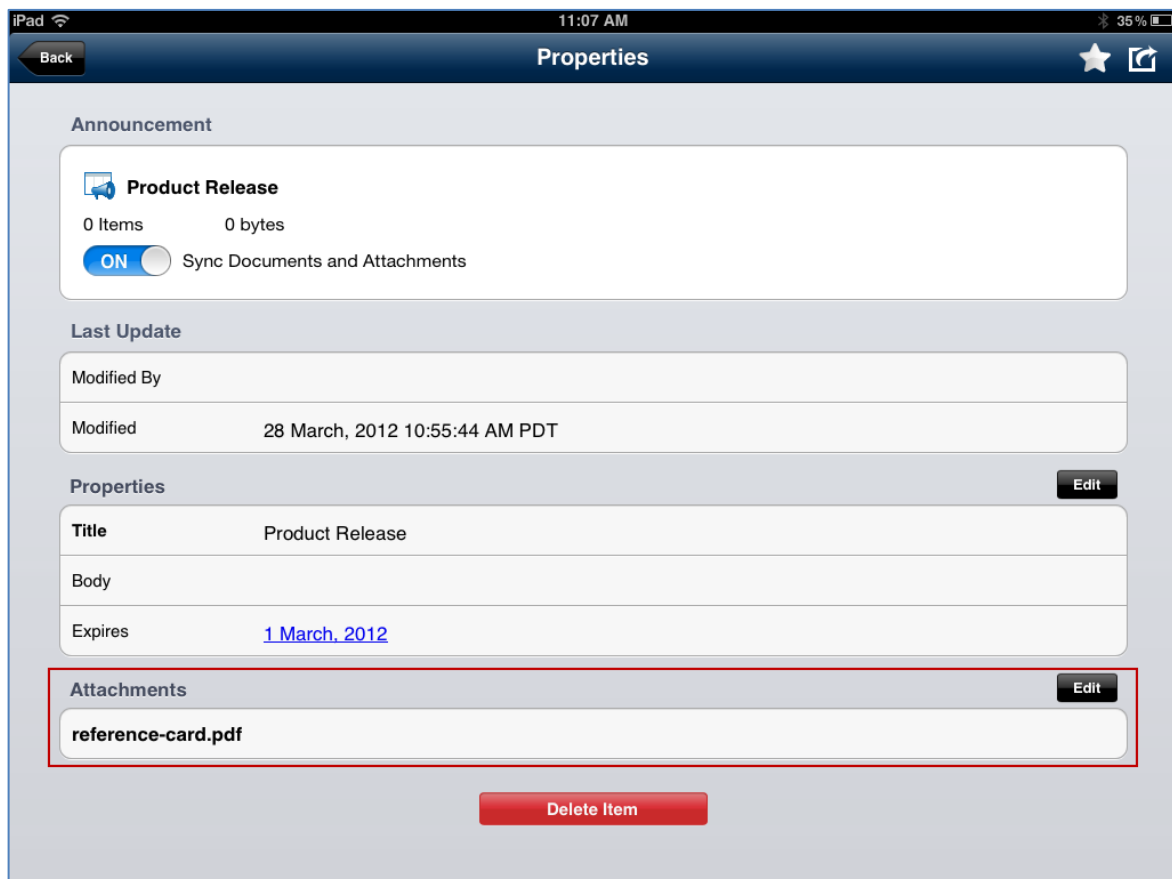 iPad 11:07 AM 35%
Back Properties
Announcement
Product Release
0 Items 0 bytes
ON Sync Documents and Attachments
Last Update
Modified By
Modified 28 March, 2012 10:55:44 AM PDT
Properties Edit
Title Product Release
Body
Expires 1 March, 2012
Attachments Edit
reference-card.pdf
Delete Item